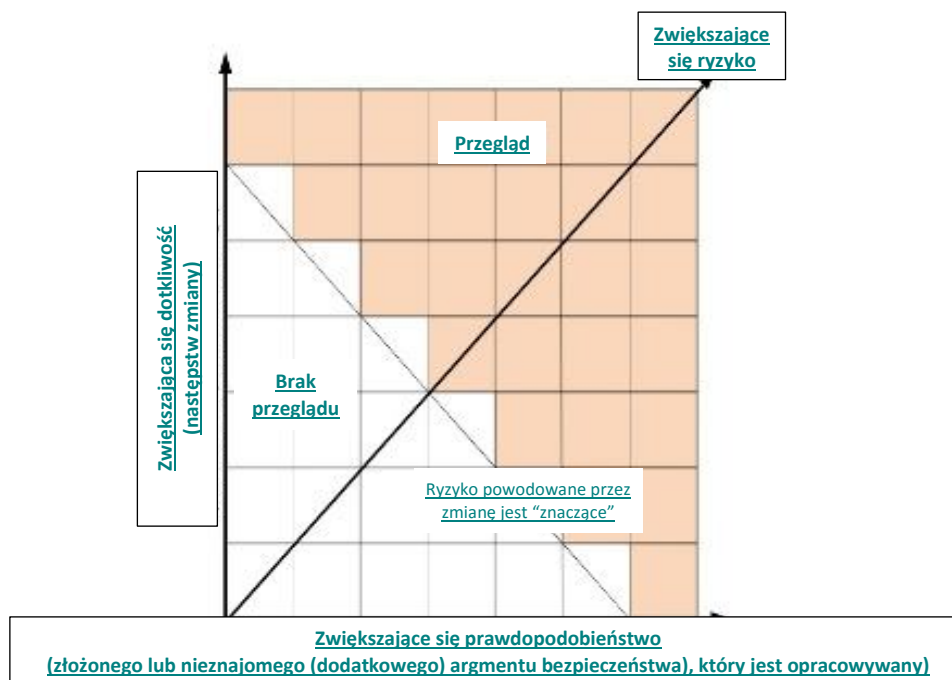 Zwiększające
się ryzyko
Przegląd
Zwiększająca się dotkliwość
(następstw zmiany)
Brak
przeglądu
Ryzyko powodowane przez
zmianę jest “znaczące”
Zwiększające się prawdopodobieństwo
(złożonego lub nieznajomego (dodatkowego) argmentu bezpieczeństwa), który jest opracowywany)